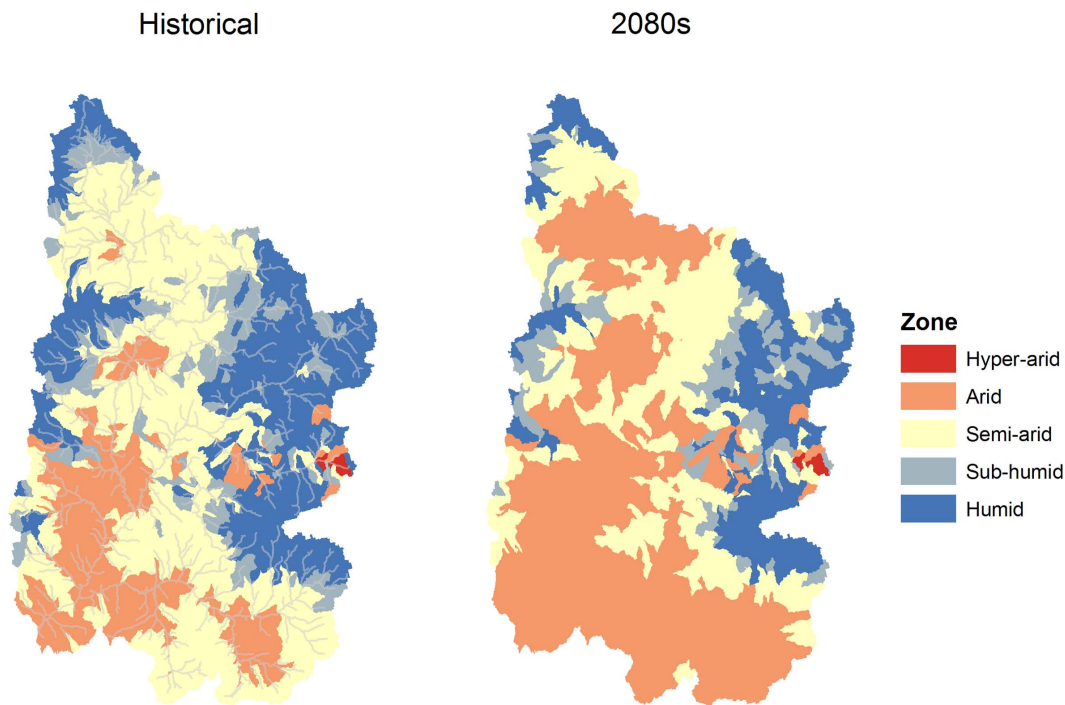 Historical
2080s
Zone
Hyper-arid
Arid
Semi-arid
Sub-humid
Humid